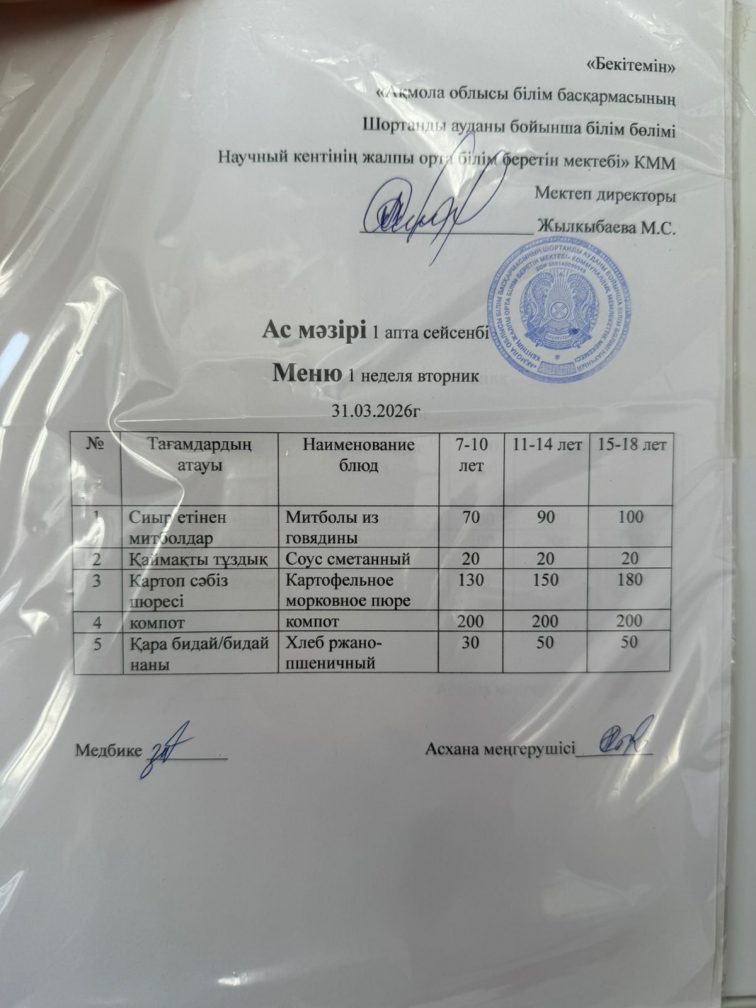 «Бекітемін»
«Ақмола облысы білім басқармасының
Шортанды ауданы бойынша білім бөлімі
Научный кентінің жалпы орта білім беретін мектебі» КММ
Мектеп директоры
Жылкыбаева М.С.
Ас мәзірі 1 апта сейсенбі
Меню 1 неделя вторник
31.03.2026г
№ Тағамдардың атауы Наименование блюд 7-10 лет 11-14 лет 15-18 лет
1 Сиыр етінен митболдар Митболы из говядины 70 90 100
2 Қаймақты тұздық Соус сметанный 20 20 20
3 Картоп сәбіз пюресі Картофельное морковное пюре 130 150 180
4 компот компот 200 200 200
5 Қара бидай/бидай наны Хлеб ржано-пшеничный 30 50 50
Медбике Асхана меңгерушісі